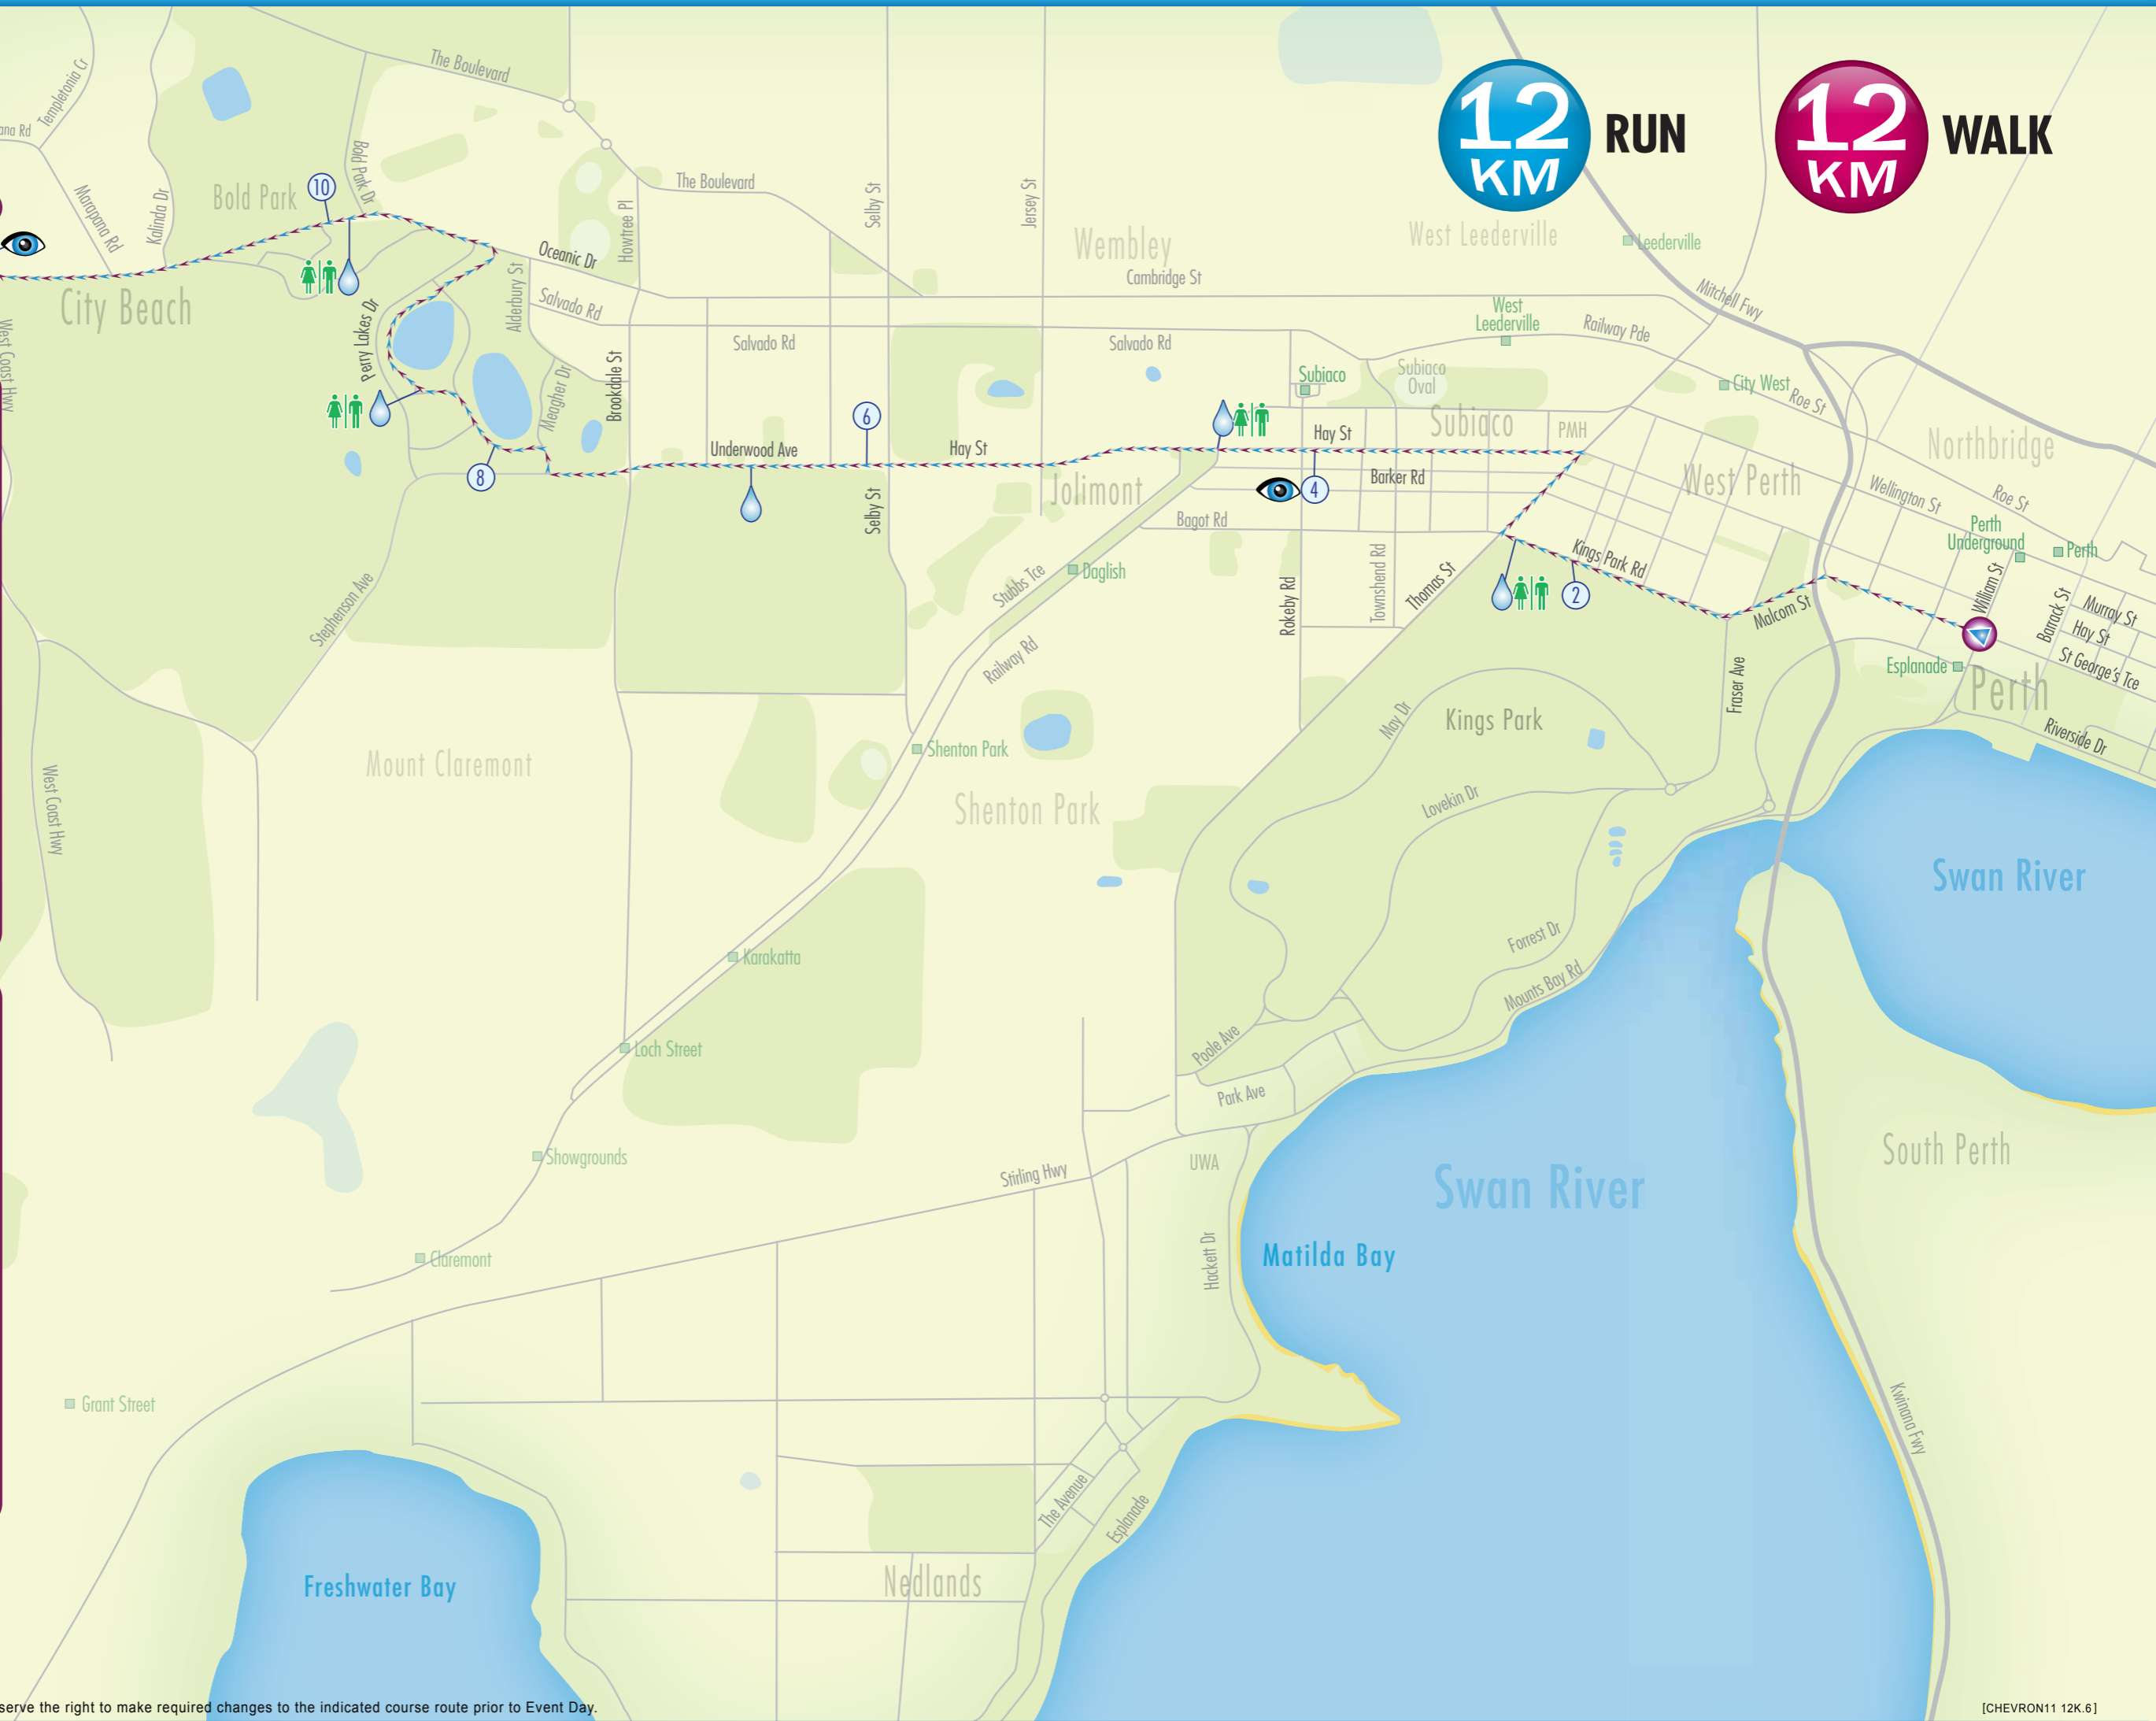 12
KM
RUN
12
KM
WALK
The Boulevard
Templetonia Cr
Bold Park Dr
10
Bold Park
Kalinda Dr
Marapana Rd
City Beach
West Coast Hwy
The Boulevard
Howtree Pl
Oceanic Dr
Alderbury St
Salvado Rd
Perry Lakes Dr
Meagher Dr
Brookdale St
8
Selby St
Jersey St
Wembley
Cambridge St
Salvado Rd
Salvado Rd
6
Underwood Ave
Hay St
Selby St
Jolimont
West Leederville
Leederville
Mitchell Fwy
West
Leederville
Railway Pde
Subiaco
Subiaco
Oval
City West
Roe St
Hay St
Subiaco
PMH
4
Barker Rd
Bagot Rd
West Perth
Northbridge
Wellington St
Roe St
Perth
Underground
Perth
Kings Park Rd
2
Malcom St
William St
Barrack St
Murray St
Hay St
St George's Tce
Esplanade
Perth
Riverside Dr
Stephenson Ave
Stubbs Tce
Daglish
Railway Rd
Rokeby Rd
Townshend Rd
Thomas St
Fraser Ave
May Dr
Kings Park
Mount Claremont
West Coast Hwy
Shenton Park
Shenton Park
Lovekin Dr
Swan River
Forrest Dr
Mounts Bay Rd
Karakatta
Loch Street
Poole Ave
Park Ave
Showgrounds
Stirling Hwy
UWA
Swan River
South Perth
Claremont
Hackett Dr
Matilda Bay
Grant Street
Kwinana Fwy
The Avenue
Esplanade
Nedlands
Freshwater Bay
serve the right to make required changes to the indicated course route prior to Event Day.
[CHEVRON11 12K.6]